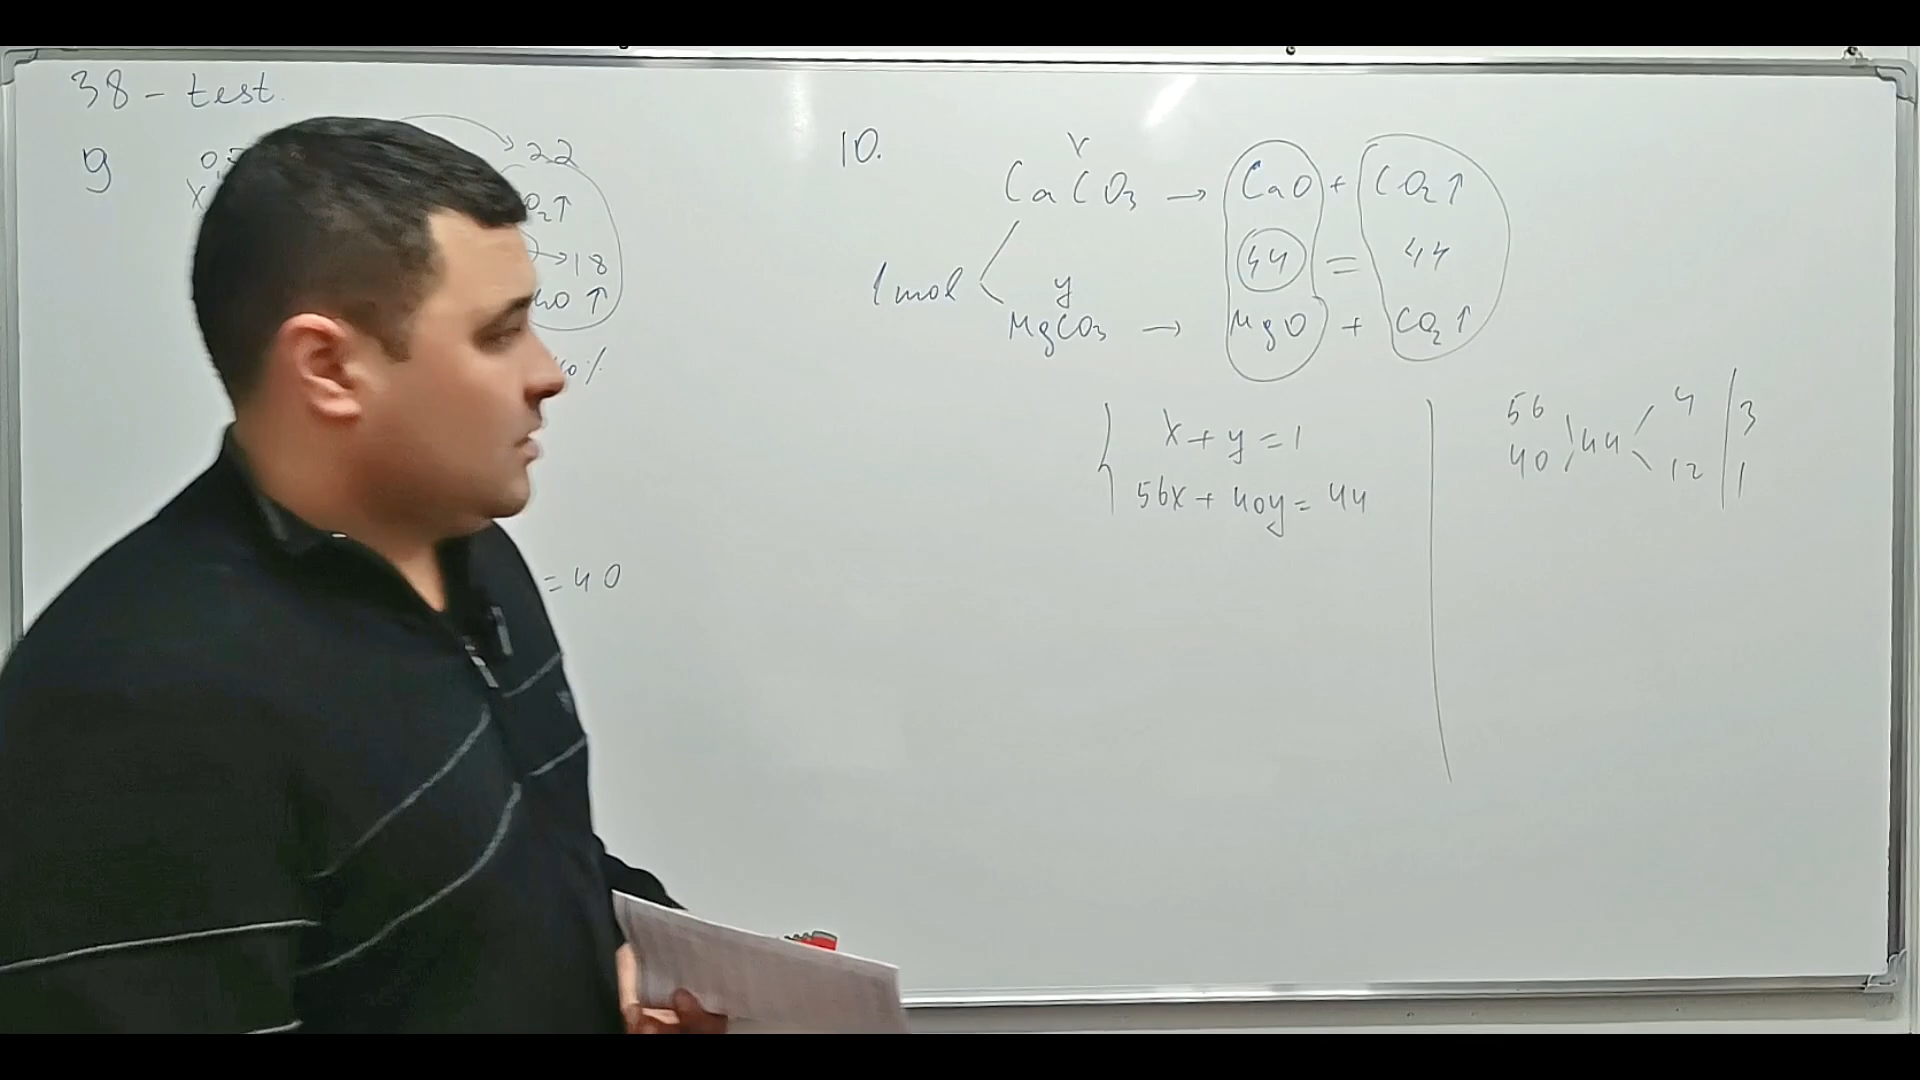 38 - test.
9
22
O₂↑
18
↑
%
= 40
10.
x
CaCO₃ → CaO + CO₂↑
44 = 44
1 mol
y
MgCO₃ → MgO + CO₂↑
x + y = 1
56x + 40y = 44
56 4 3
44
40 12 1